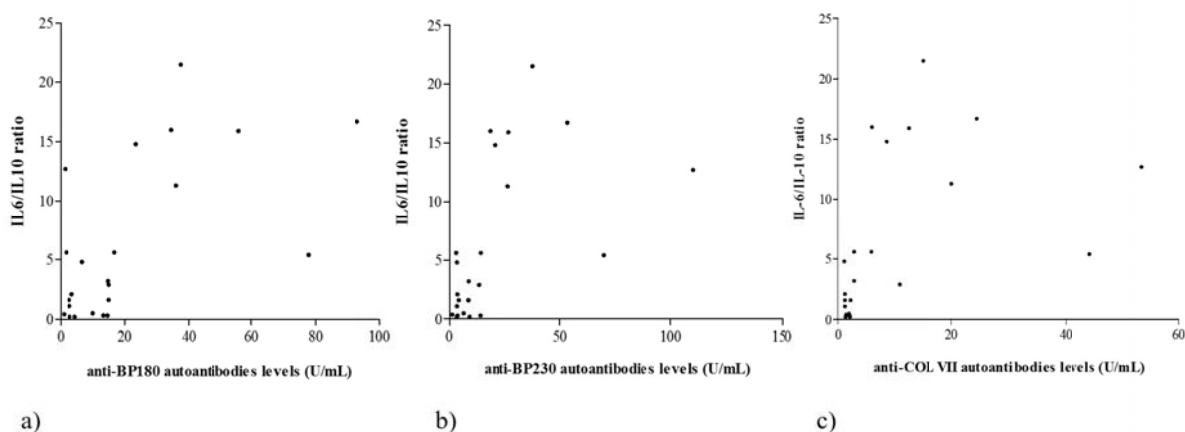 IL6/IL10 ratio
25
20
15
10
5
0
0 20 40 60 80 100
anti-BP180 autoantibodies levels (U/mL)
a)
IL6/IL10 ratio
25
20
15
10
5
0
0 50 100 150
anti-BP230 autoantibodies levels (U/mL)
b)
IL-6/IL-10 ratio
25
20
15
10
5
0
0 20 40 60
anti-COL VII autoantibodies levels (U/mL)
c)